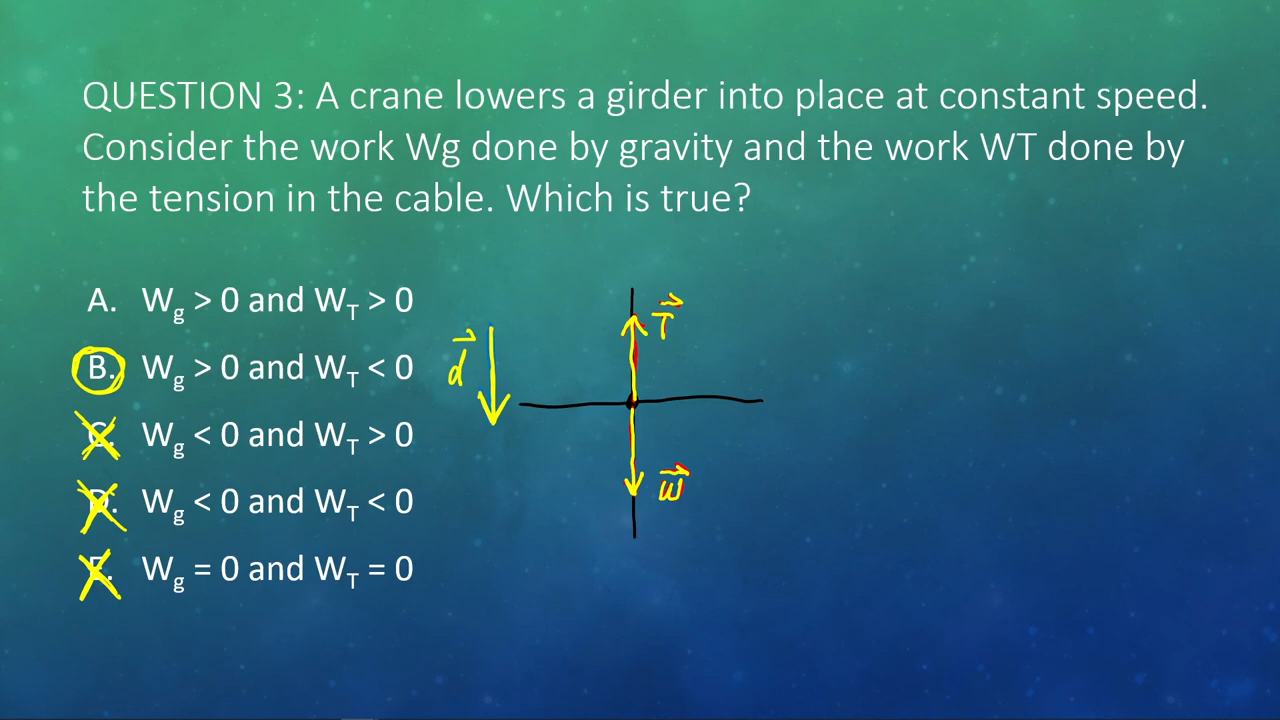 QUESTION 3: A crane lowers a girder into place at constant speed.
Consider the work Wg done by gravity and the work WT done by
the tension in the cable. Which is true?
A. Wg > 0 and WT > 0
B. Wg > 0 and WT < 0
C. Wg < 0 and WT > 0
D. Wg < 0 and WT < 0
E. Wg = 0 and WT = 0
d
T
w